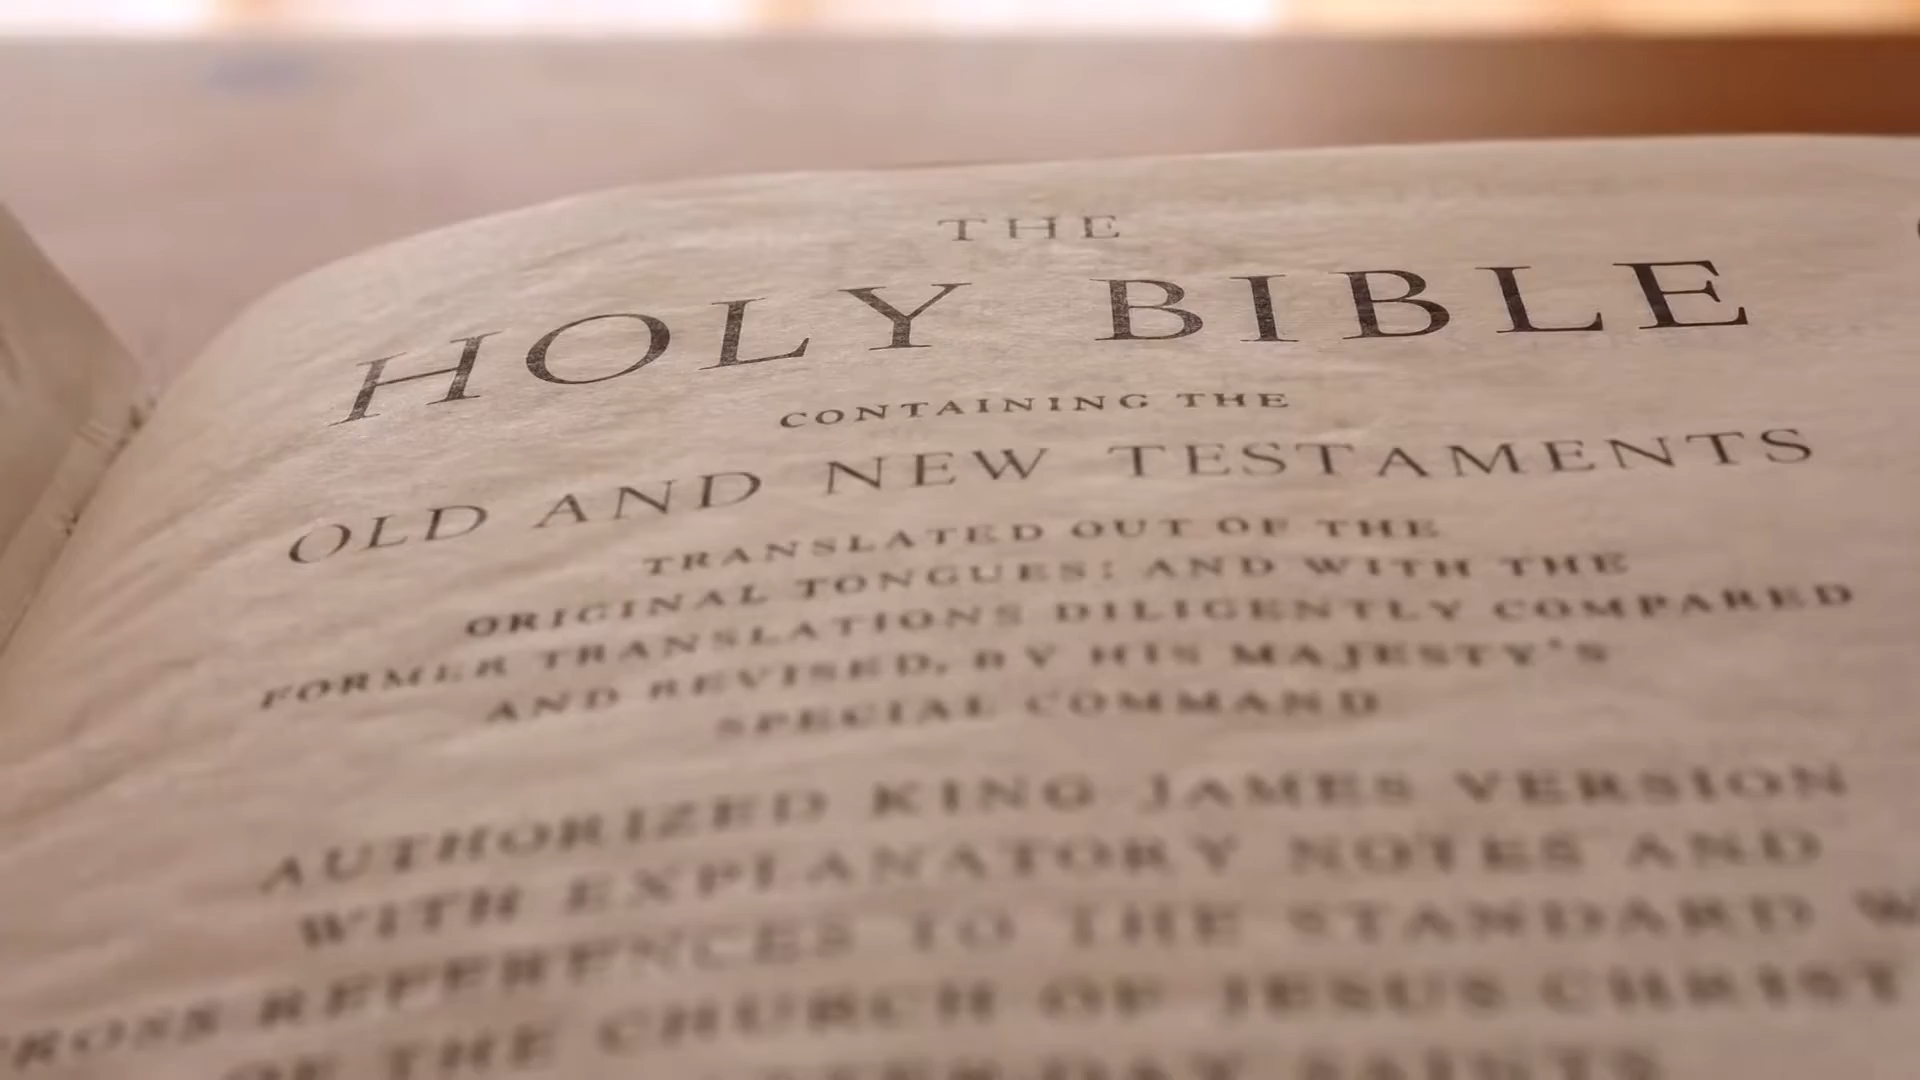 THE
HOLY BIBLE
CONTAINING THE
OLD AND NEW TESTAMENTS
TRANSLATED OUT OF THE
ORIGINAL TONGUES: AND WITH THE
FORMER TRANSLATIONS DILIGENTLY COMPARED
AND REVISED, BY HIS MAJESTY'S
SPECIAL COMMAND
AUTHORIZED KING JAMES VERSION
WITH EXPLANATORY NOTES AND
CROSS REFERENCES TO THE STANDARD
OF THE CHURCH OF JESUS CHRIST
SAINTS